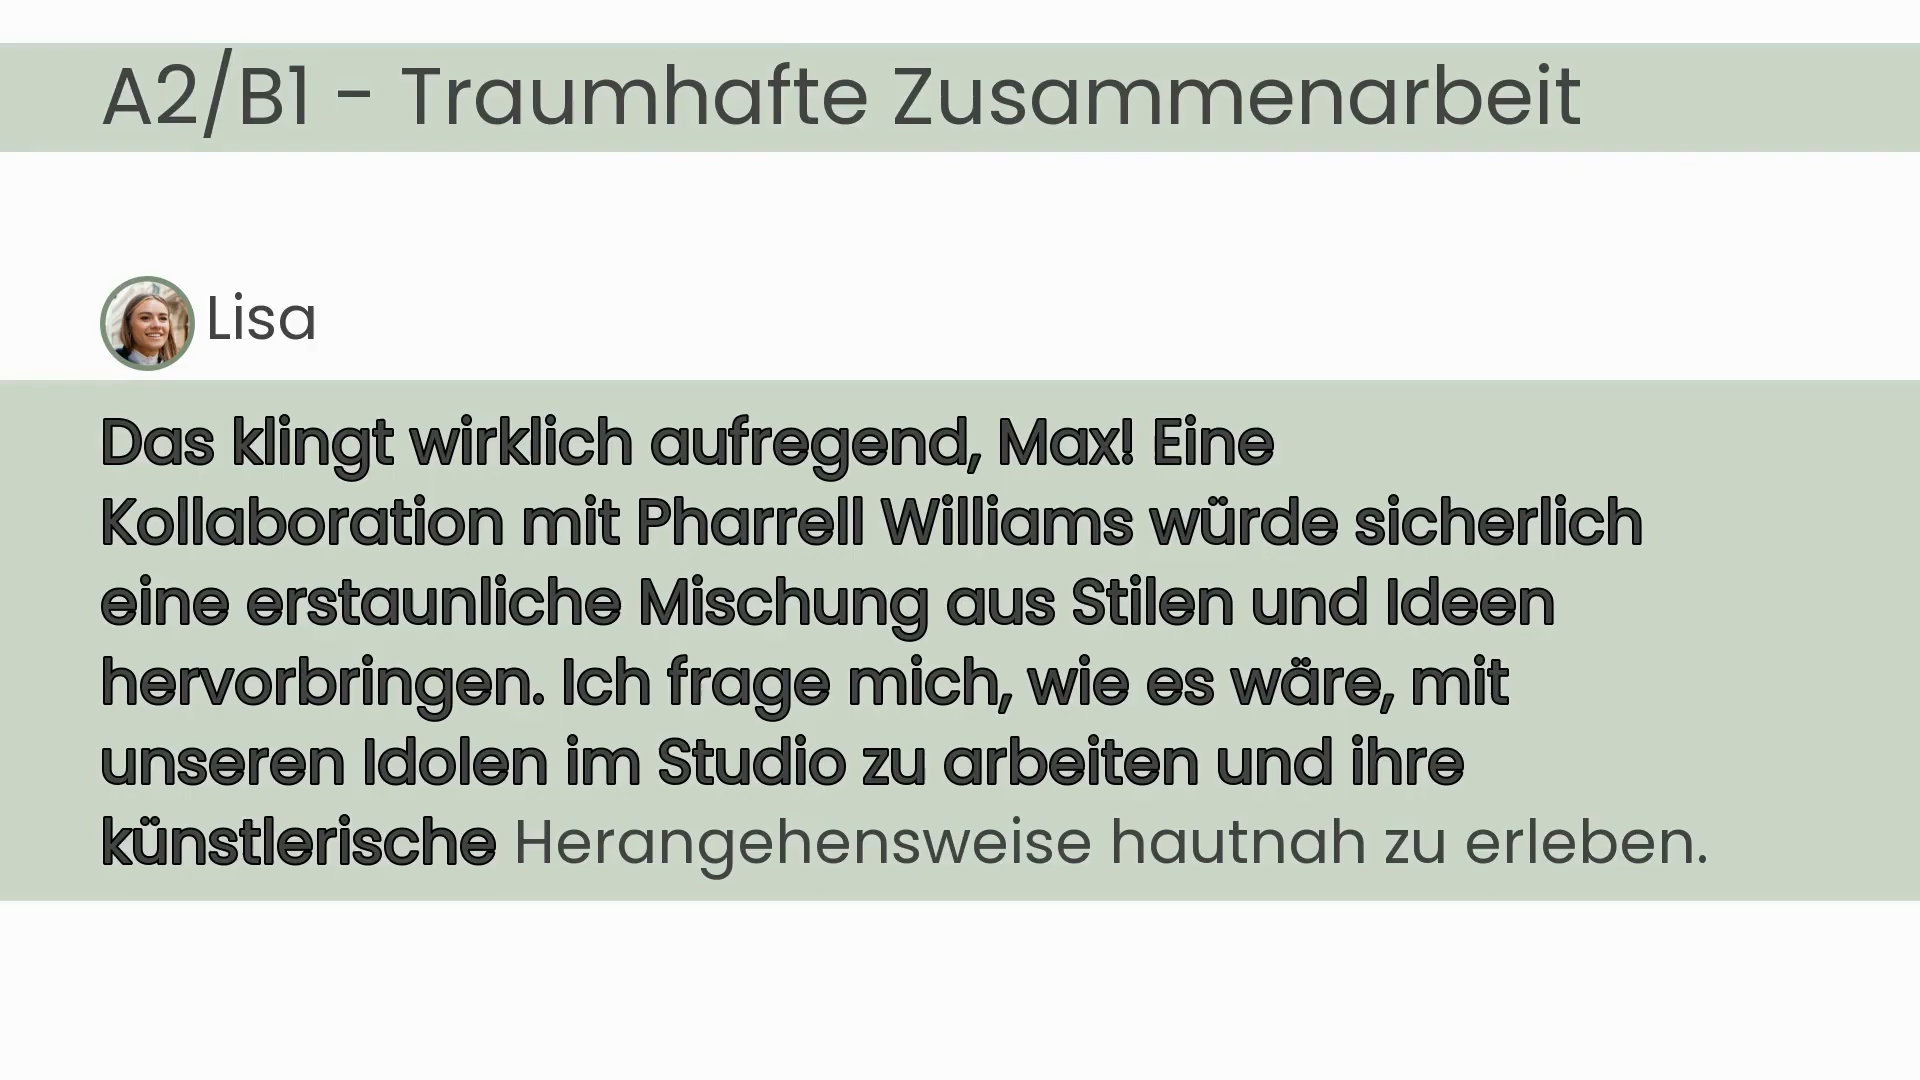 A2/B1 - Traumhafte Zusammenarbeit
Lisa
Das klingt wirklich aufregend, Max! Eine
Kollaboration mit Pharrell Williams würde sicherlich
eine erstaunliche Mischung aus Stilen und Ideen
hervorbringen. Ich frage mich, wie es wäre, mit
unseren Idolen im Studio zu arbeiten und ihre
künstlerische Herangehensweise hautnah zu erleben.